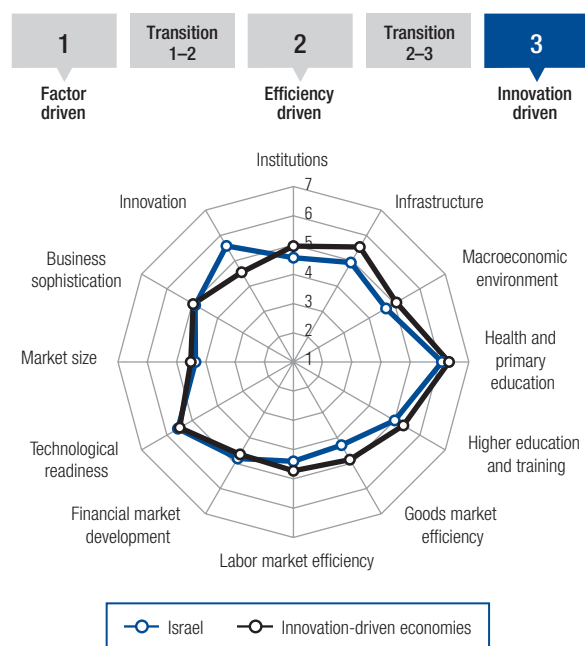 1
Transition
1–2
2
Transition
2–3
3
Factor
driven
Efficiency
driven
Innovation
driven
Institutions
7
Innovation
Infrastructure
6
5
Business
sophistication
Macroeconomic
environment
4
3
2
Market size
1
Health and
primary
education
Technological
readiness
Higher education
and training
Financial market
development
Goods market
efficiency
Labor market efficiency
Israel
Innovation-driven economies